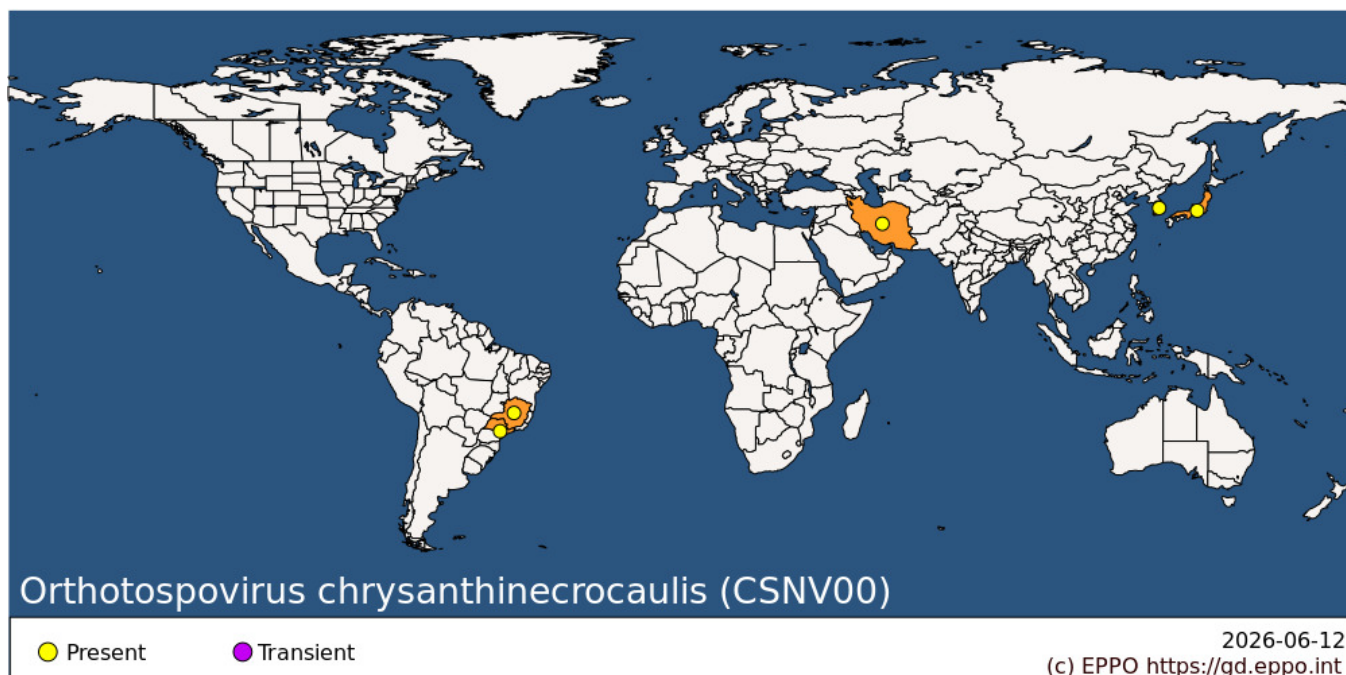 Orthotospovirus chrysanthinecrocaulis (CSNV00)
Present
Transient
2026-06-12
(c) EPPO https://gd.eppo.int